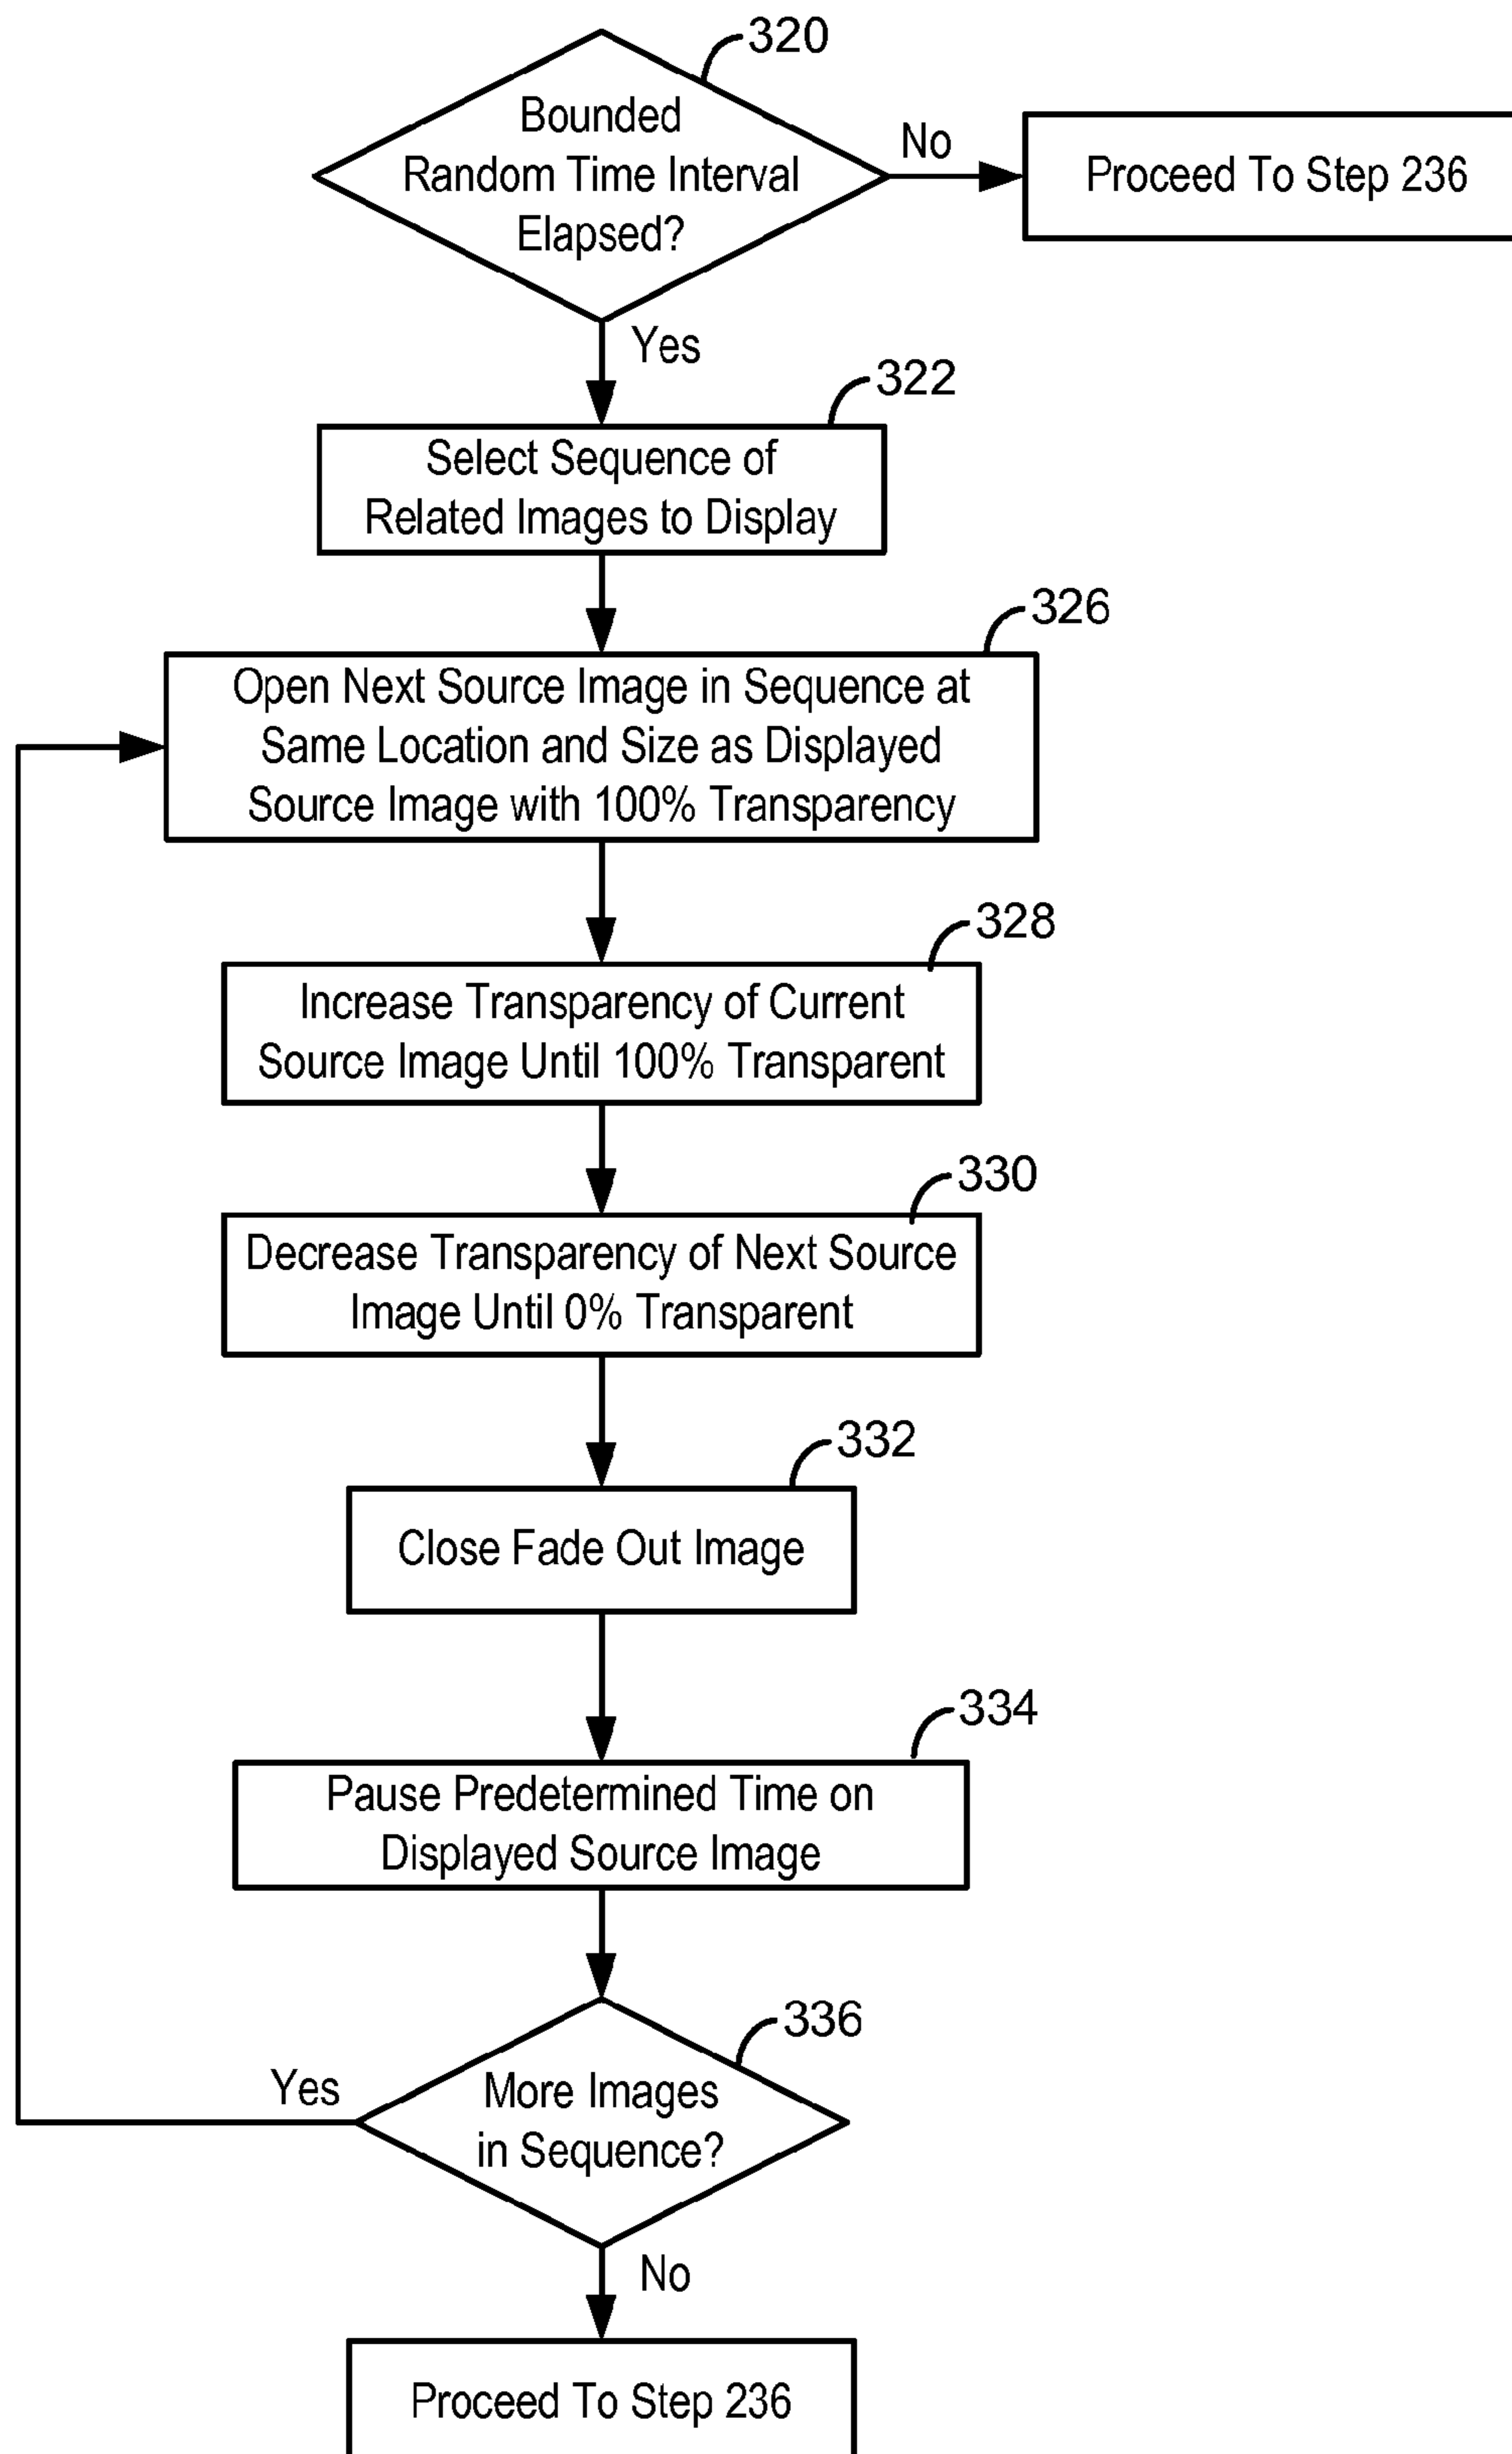 320
Bounded
Random Time Interval
Elapsed?
No
Proceed To Step 236
Yes
322
Select Sequence of
Related Images to Display
326
Open Next Source Image in Sequence at
Same Location and Size as Displayed
Source Image with 100% Transparency
328
Increase Transparency of Current
Source Image Until 100% Transparent
330
Decrease Transparency of Next Source
Image Until 0% Transparent
332
Close Fade Out Image
334
Pause Predetermined Time on
Displayed Source Image
336
Yes
More Images
in Sequence?
No
Proceed To Step 236